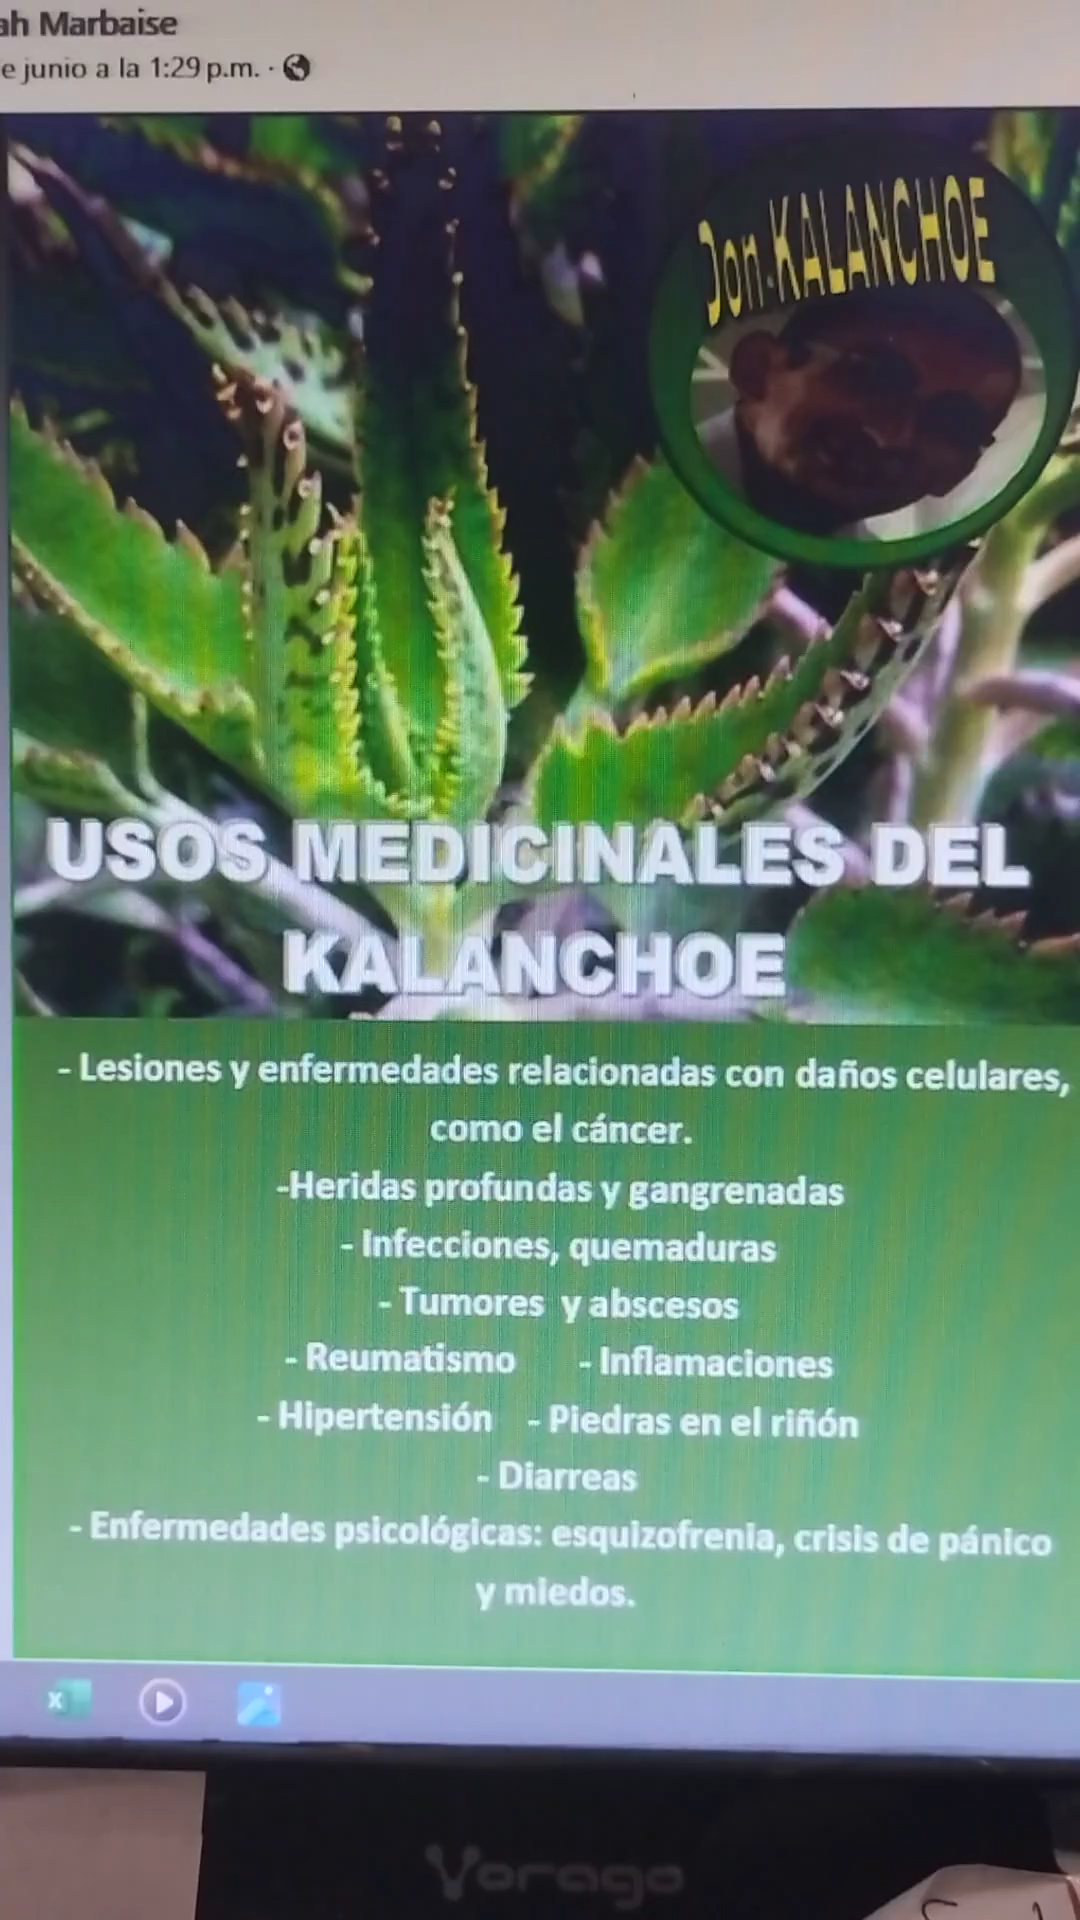 ah Marbaise
e junio a la 1:29 p.m. ·
Don KALANCHOE
USOS MEDICINALES DEL
KALANCHOE
- Lesiones y enfermedades relacionadas con daños celulares,
como el cáncer.
-Heridas profundas y gangrenadas
- Infecciones, quemaduras
- Tumores y abscesos
- Reumatismo - Inflamaciones
- Hipertensión - Piedras en el riñón
- Diarreas
- Enfermedades psicológicas: esquizofrenia, crisis de pánico
y miedos.
X
Vorago